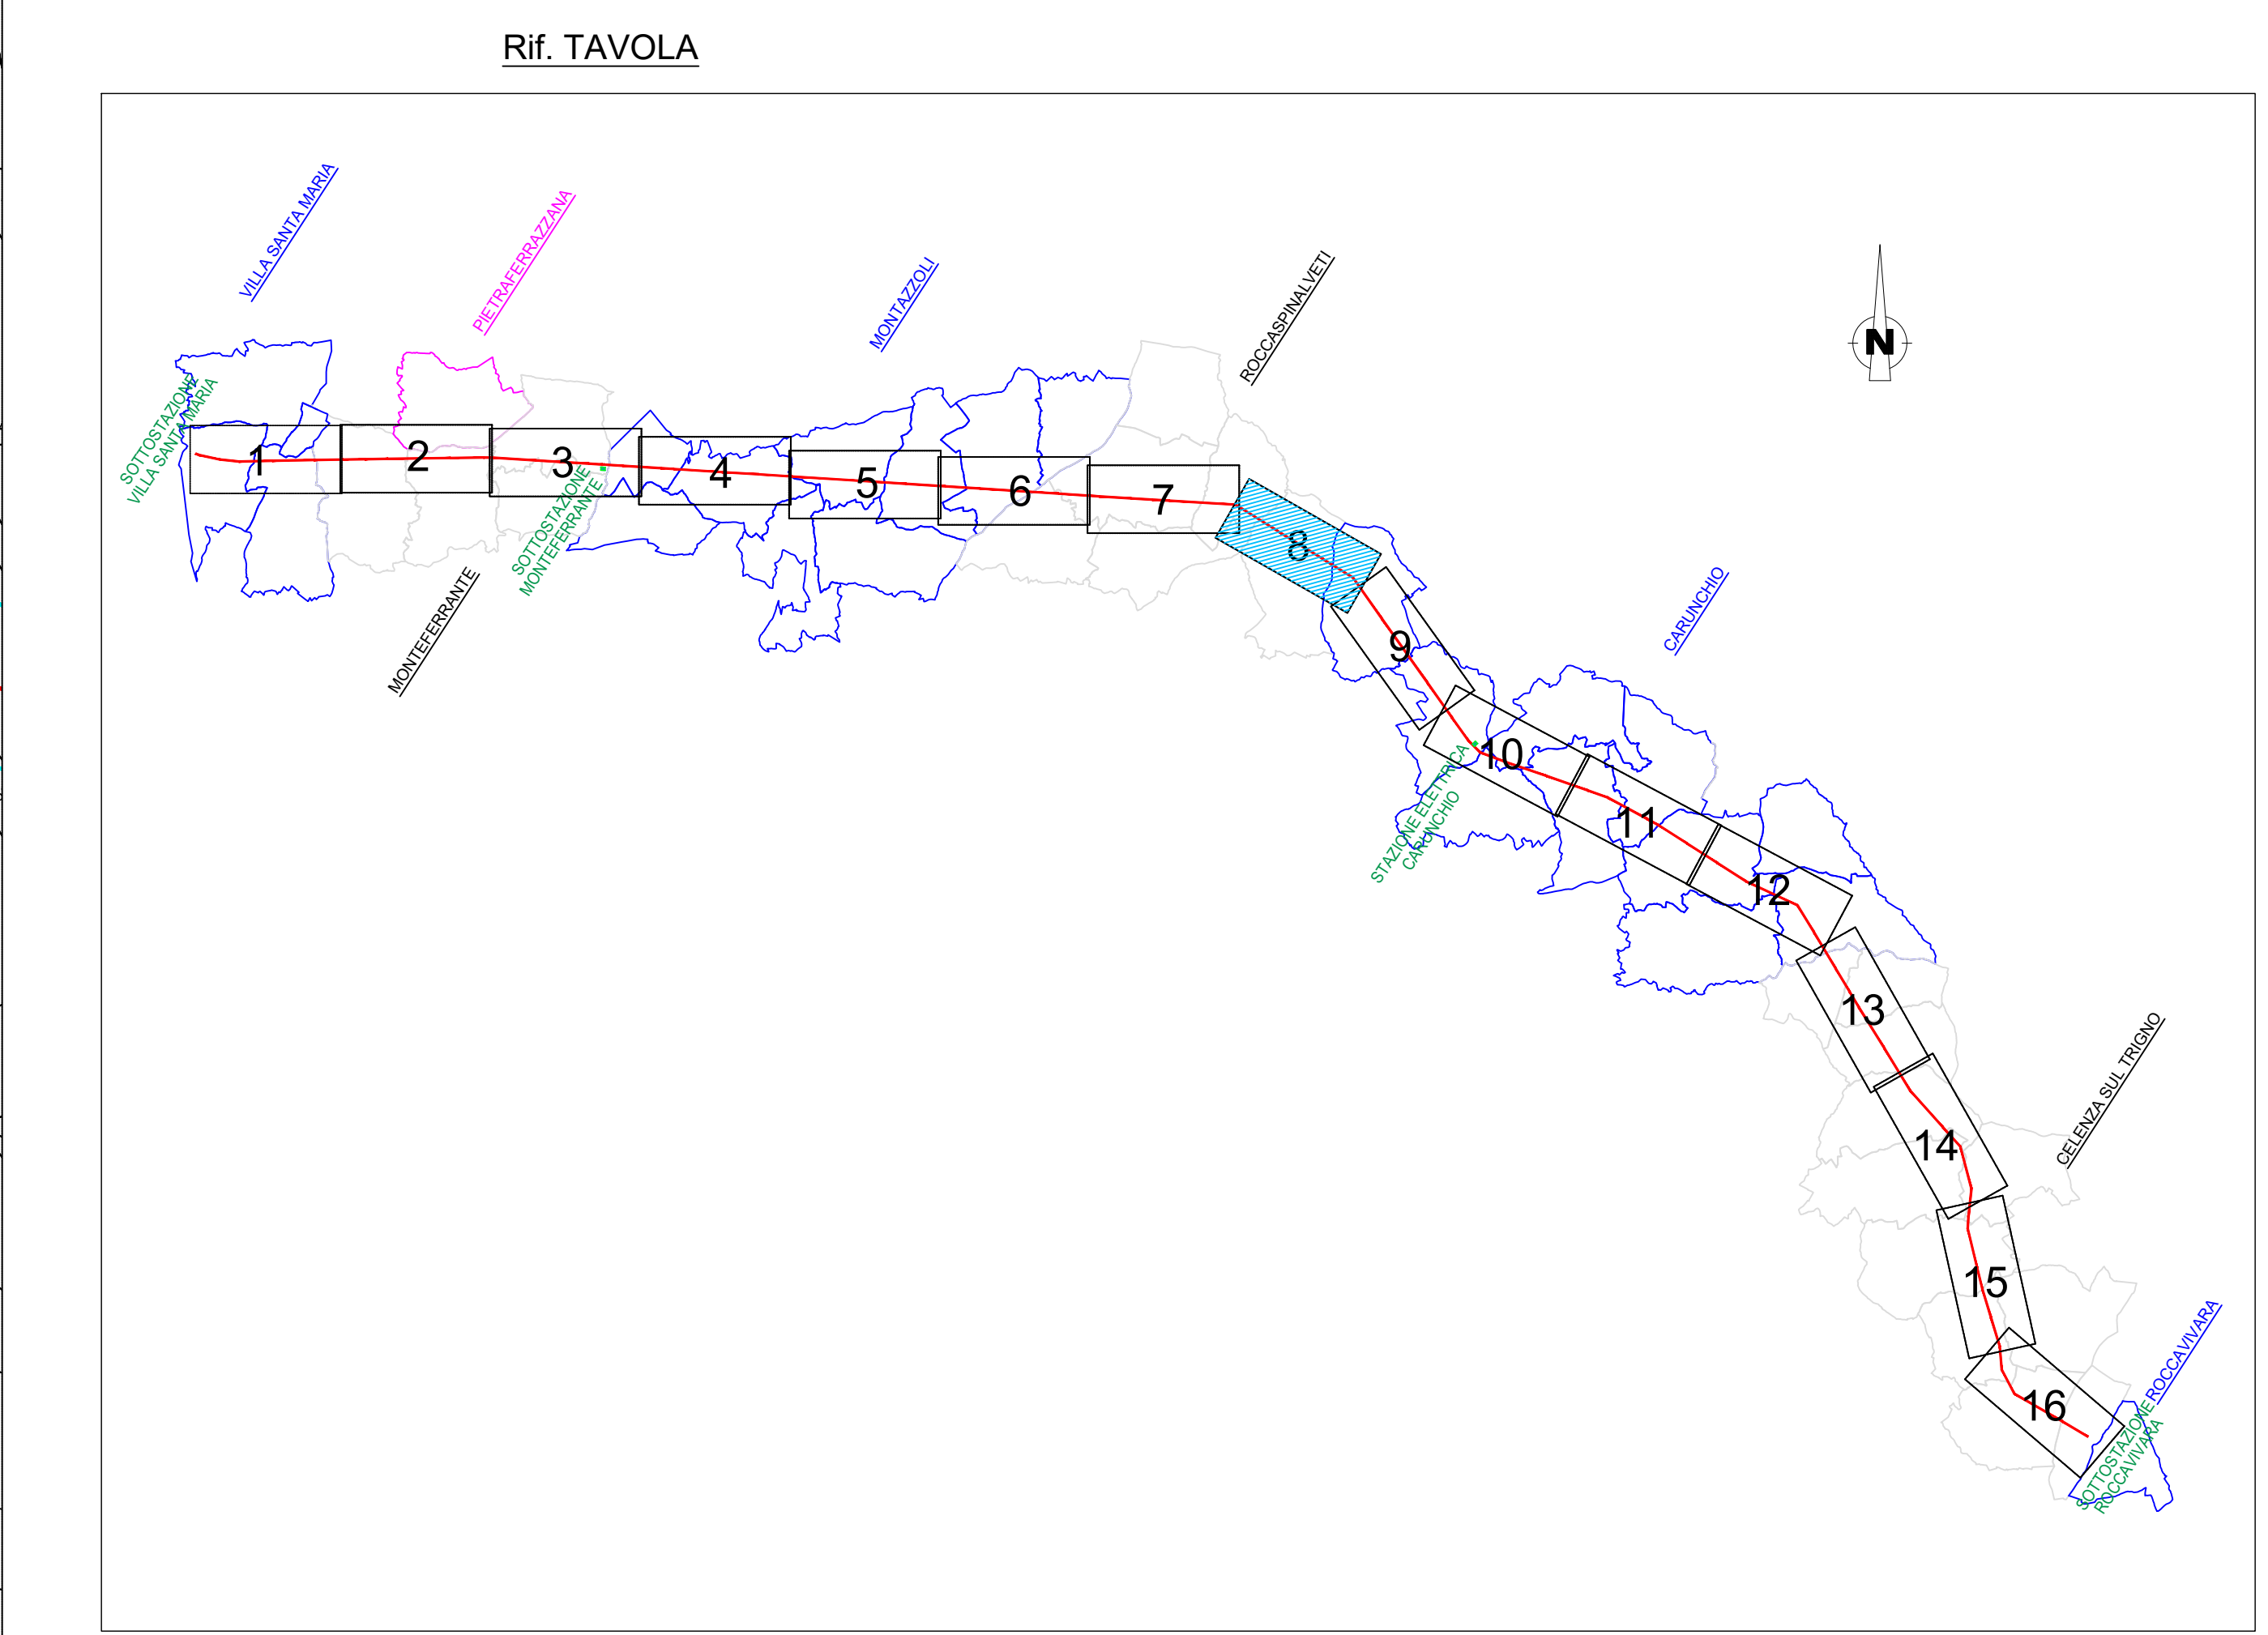 Rif. TAVOLA
VILLA SANTA MARIA
PIETRAFERRAZZANA
MONTAZZOLI
ROCCASPINALVETI
N
SOTTOSTAZIONE
VILLA SANTA MARIA
1
2
3
4
5
6
7
8
SOTTOSTAZIONE
MONTEFERRANTE
MONTEFERRANTE
9
CARUNCHIO
10
STAZIONE ELETTRICA
CARUNCHIO
11
12
13
CELENZA SUL TRIGNO
14
15
ROCCAVIVARA
16
SOTTOSTAZIONE
ROCCAVIVARA